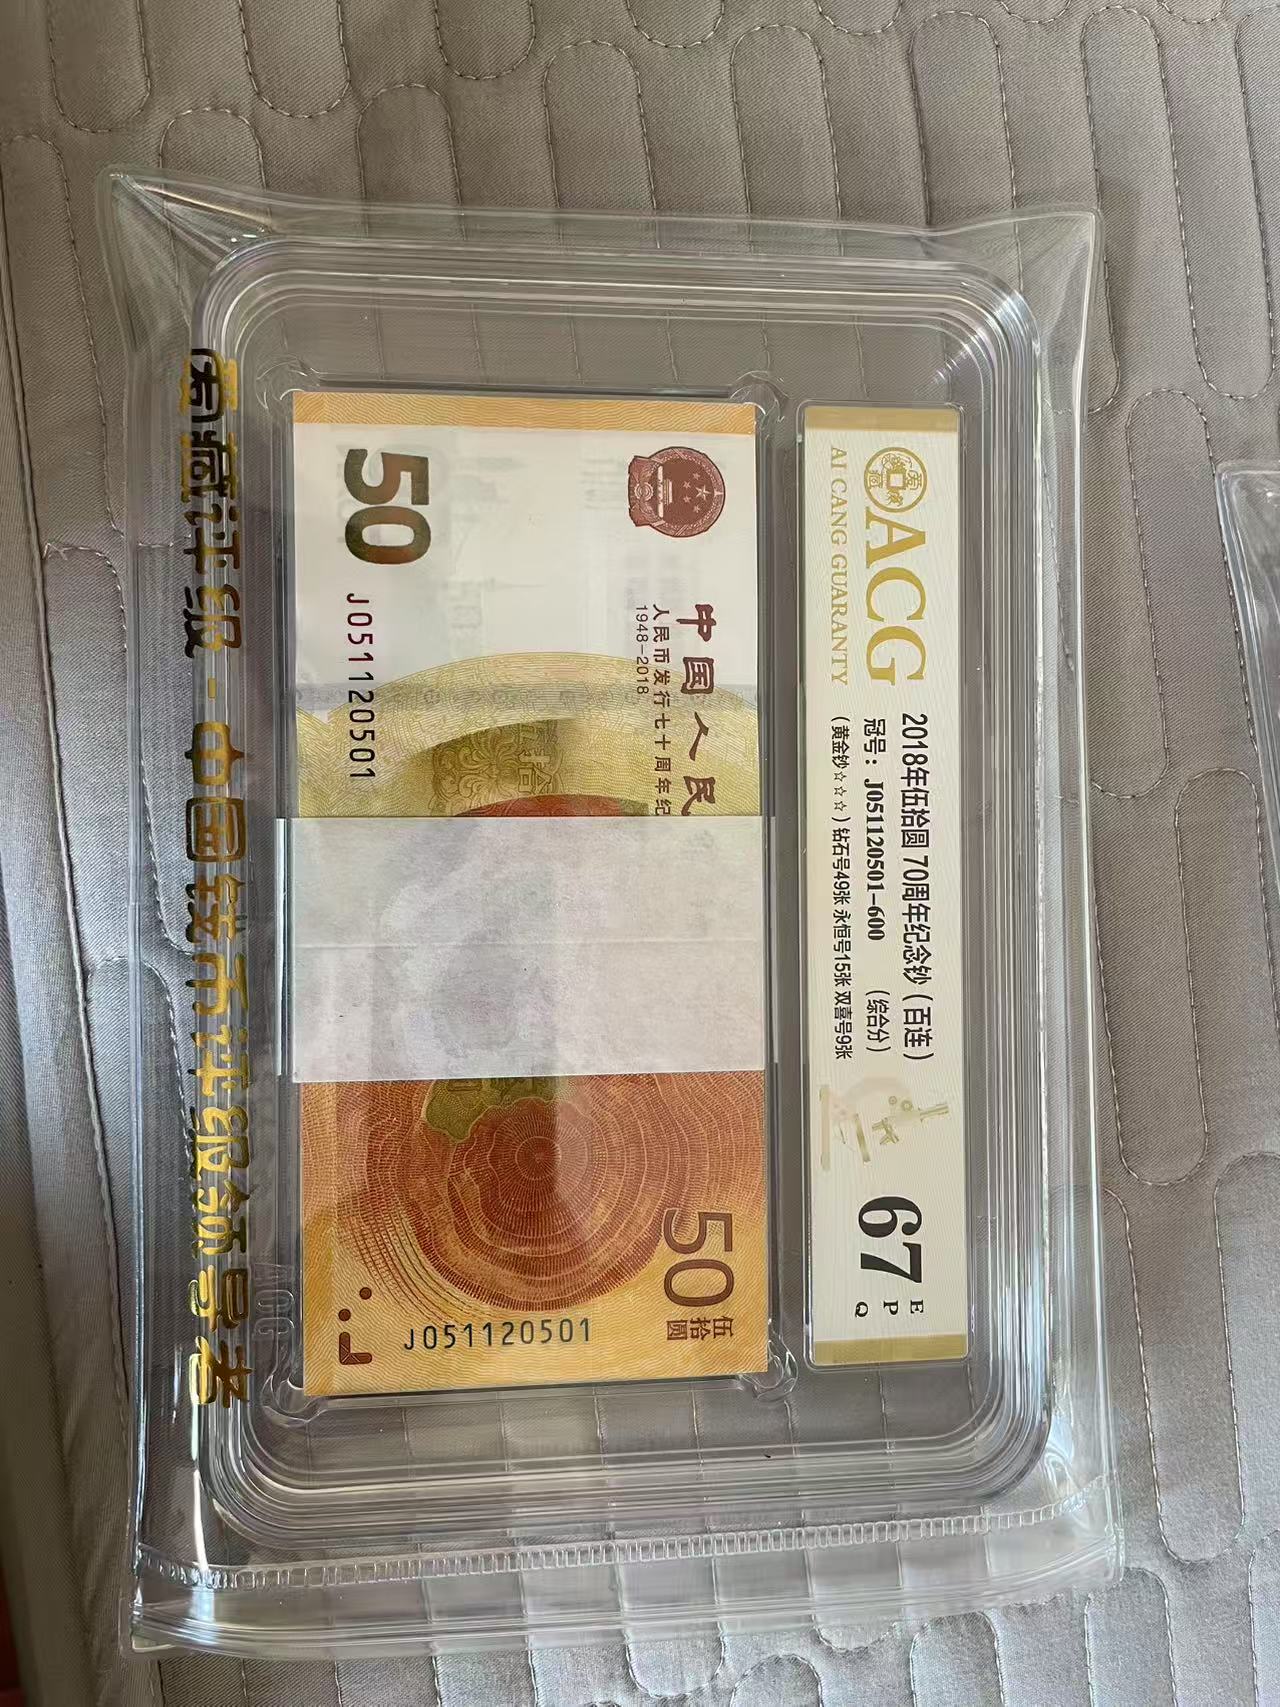 ACG
AI CANG GUARANTY
2018年伍拾圆 70周年纪念钞（百连）
冠号：J051120501-600 （综合分）
（黄金钞☆☆☆）钻石号49张 永恒号15张 双喜号9张
67
E
P
Q
中国人民
人民币发行七十周年纪
1948-2018
50
J051120501
50
伍拾圆
J051120501
爱藏评级-中国钱币评级领导者
ACG